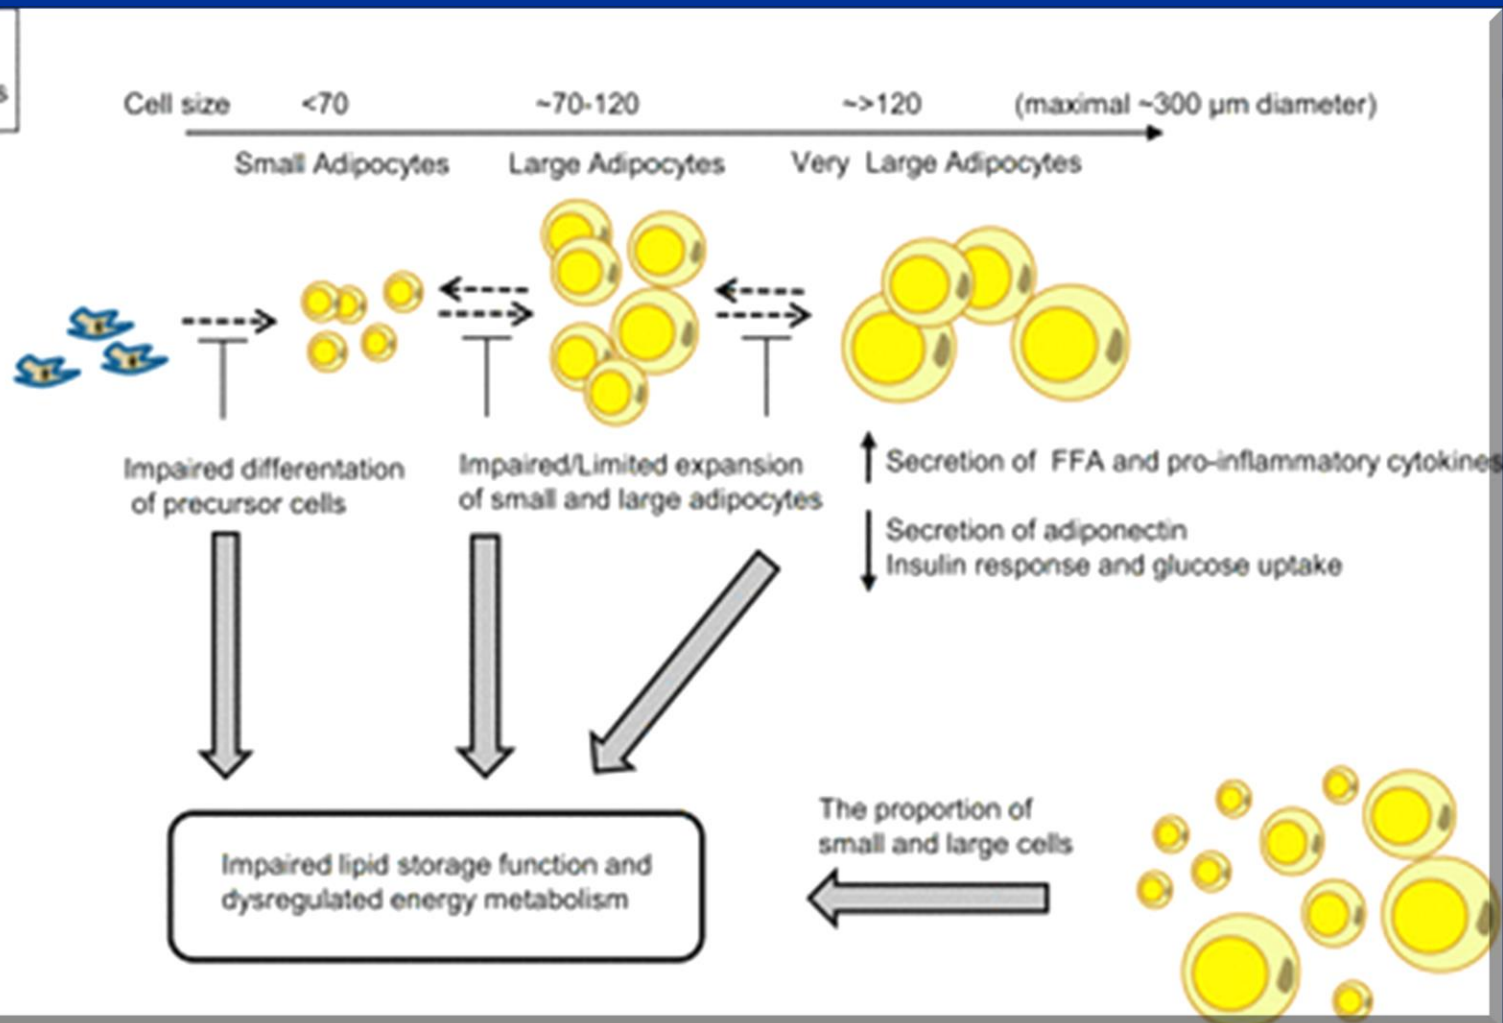 s
Cell size <70 ~70-120 ~>120 (maximal ~300 μm diameter)
Small Adipocytes Large Adipocytes Very Large Adipocytes
Impaired differentation
of precursor cells
Impaired/Limited expansion
of small and large adipocytes
Secretion of FFA and pro-inflammatory cytokines
Secretion of adiponectin
Insulin response and glucose uptake
The proportion of
small and large cells
Impaired lipid storage function and
dysregulated energy metabolism